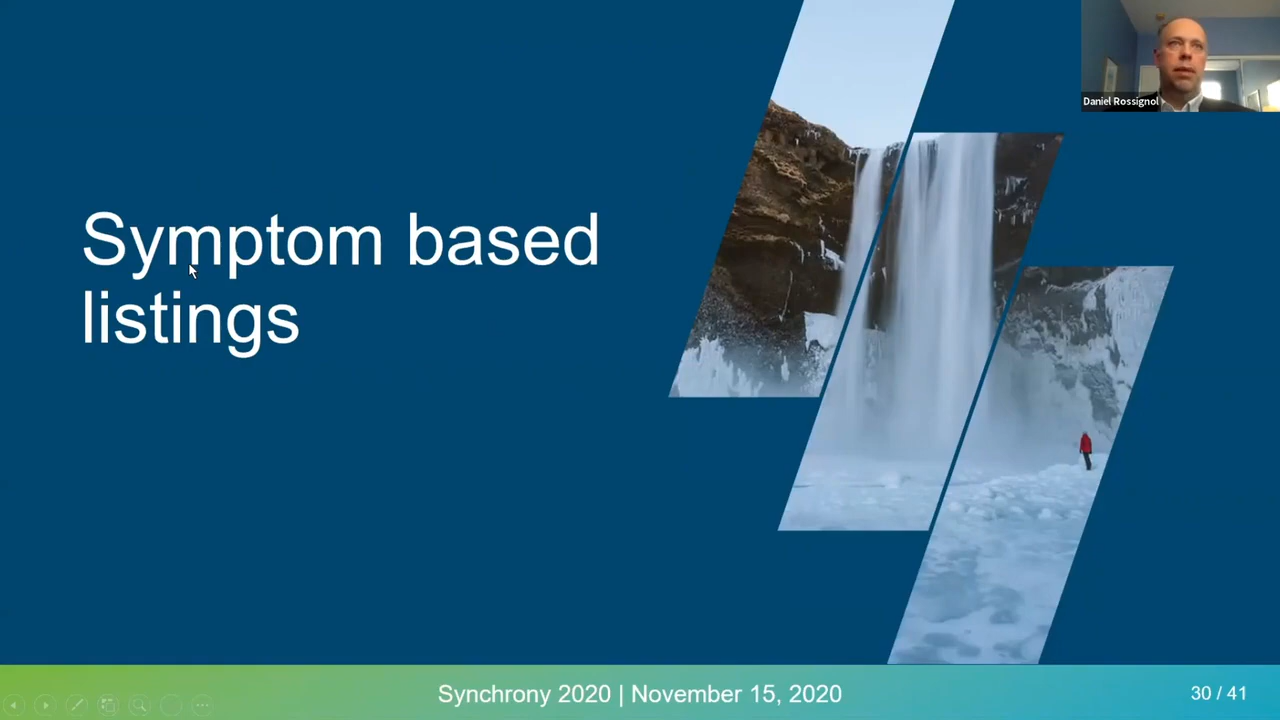 Daniel Rossignol
Symptom based
listings
Synchrony 2020 | November 15, 2020
30 / 41